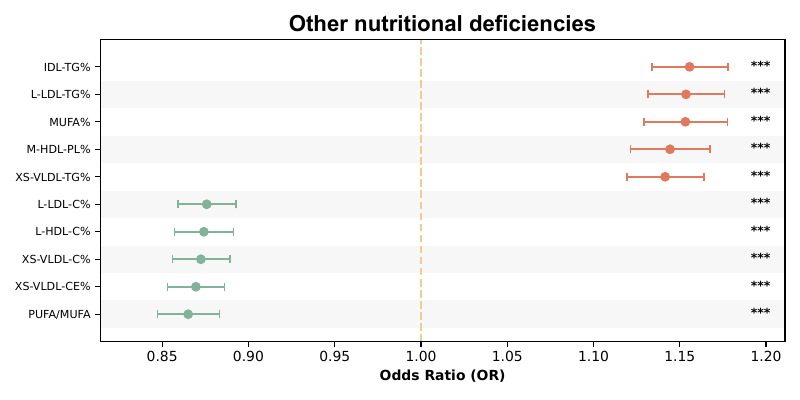 Other nutritional deficiencies
IDL-TG% ***
L-LDL-TG% ***
MUFA% ***
M-HDL-PL% ***
XS-VLDL-TG% ***
L-LDL-C% ***
L-HDL-C% ***
XS-VLDL-C% ***
XS-VLDL-CE% ***
PUFA/MUFA ***
0.85 0.90 0.95 1.00 1.05 1.10 1.15 1.20
Odds Ratio (OR)